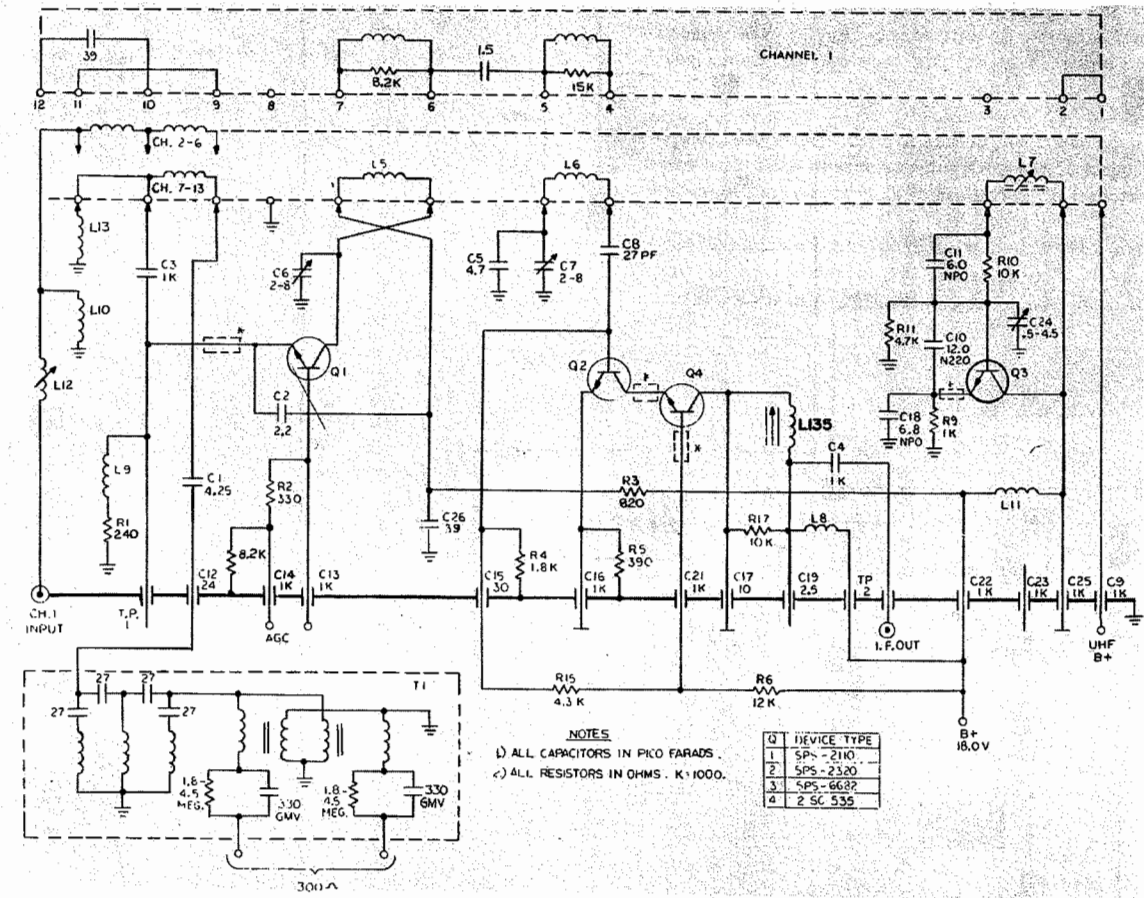 39
1.5
CHANNEL 1
8.2K
15K
12 11 10 9 8 7 6 5 4 3 2
CH. 2-6
CH. 7-13
L5
L6
L7
L13
C3
1K
C6
2-8
C5
4.7
C7
2-8
C8
27 PF
C11
6.0
NPO
R10
10K
L10
*
Q1
L12
C2
2.2
Q2
*
Q4
*
R11
4.7K
C10
12.0
N220
C24
.5-4.5
Q3
*
C18
6.8
NPO
R9
1K
L135
C4
1K
L9
R1
240
C1
4.25
R2
330
R3
820
L11
8.2K
C26
39
R4
1.8K
R5
390
R17
10K
L8
CH.1
INPUT
T.P.
1
C12
24
C14
1K
C13
1K
C15
30
C16
1K
C21
1K
C17
10
C19
2.5
TP
2
C22
1K
C23
1K
C25
1K
C9
1K
AGC
I.F.OUT
UHF
B+
T1
27 27
27 27
R15
4.3K
R6
12K
B+
18.0V
1.8-
4.5
MEG.
330
GMV
1.8-
4.5
MEG.
330
GMV
300Ω
NOTES
1) ALL CAPACITORS IN PICO FARADS.
2) ALL RESISTORS IN OHMS. K=1000.
Q DEVICE TYPE
1 SPS-2110
2 SPS-2320
3 SPS-6682
4 2 SC 535